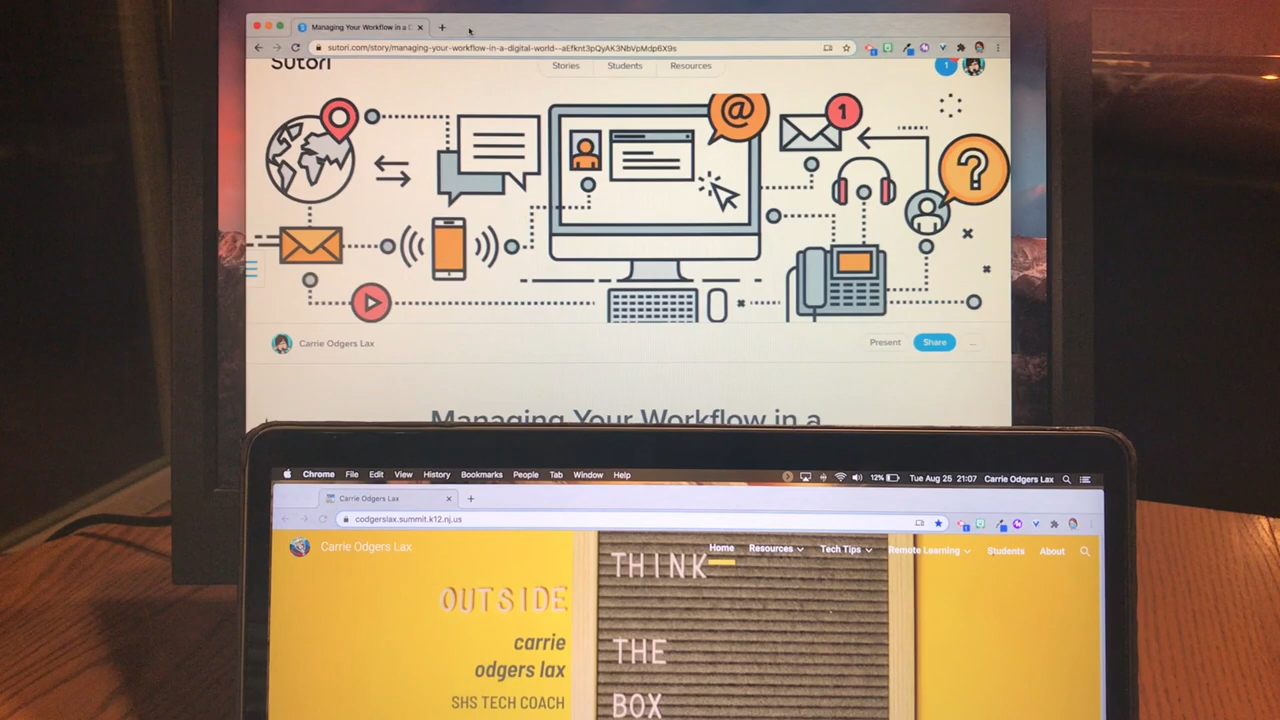 Managing Your Workflow in a D
sutori.com/story/managing-your-workflow-in-a-digital-world--aEfknt3pQyAK3NbVpMdp6X9s
Sutori
Stories Students Resources
1
@
1
?
Carrie Odgers Lax
Present Share ...
Managing Your Workflow in a
Chrome File Edit View History Bookmarks People Tab Window Help 12% Tue Aug 25 21:07 Carrie Odgers Lax
Carrie Odgers Lax
codgerslax.summit.k12.nj.us
Carrie Odgers Lax
Home Resources Tech Tips Remote Learning Students About
THINK
OUTSIDE
THE
BOX
carrie
odgers lax
SHS TECH COACH